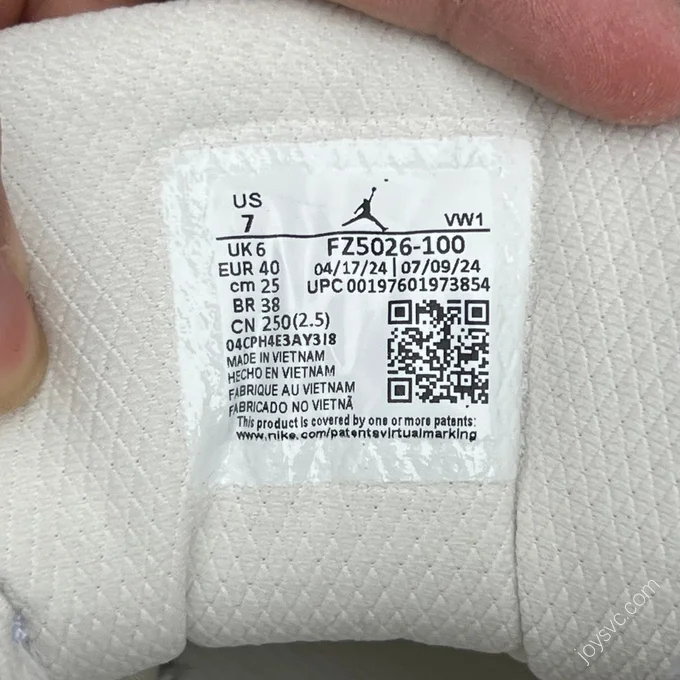 US
7
VW1
UK 6
FZ5026-100
EUR 40
04/17/24 | 07/09/24
cm 25
UPC 00197601973854
BR 38
CN 250(2.5)
04CPH4E3AY3I8
MADE IN VIETNAM
HECHO EN VIETNAM
FABRIQUE AU VIETNAM
FABRICADO NO VIETNÃ
This product is covered by one or more patents:
www.nike.com/patentsvirtualmarking
joysvc.com